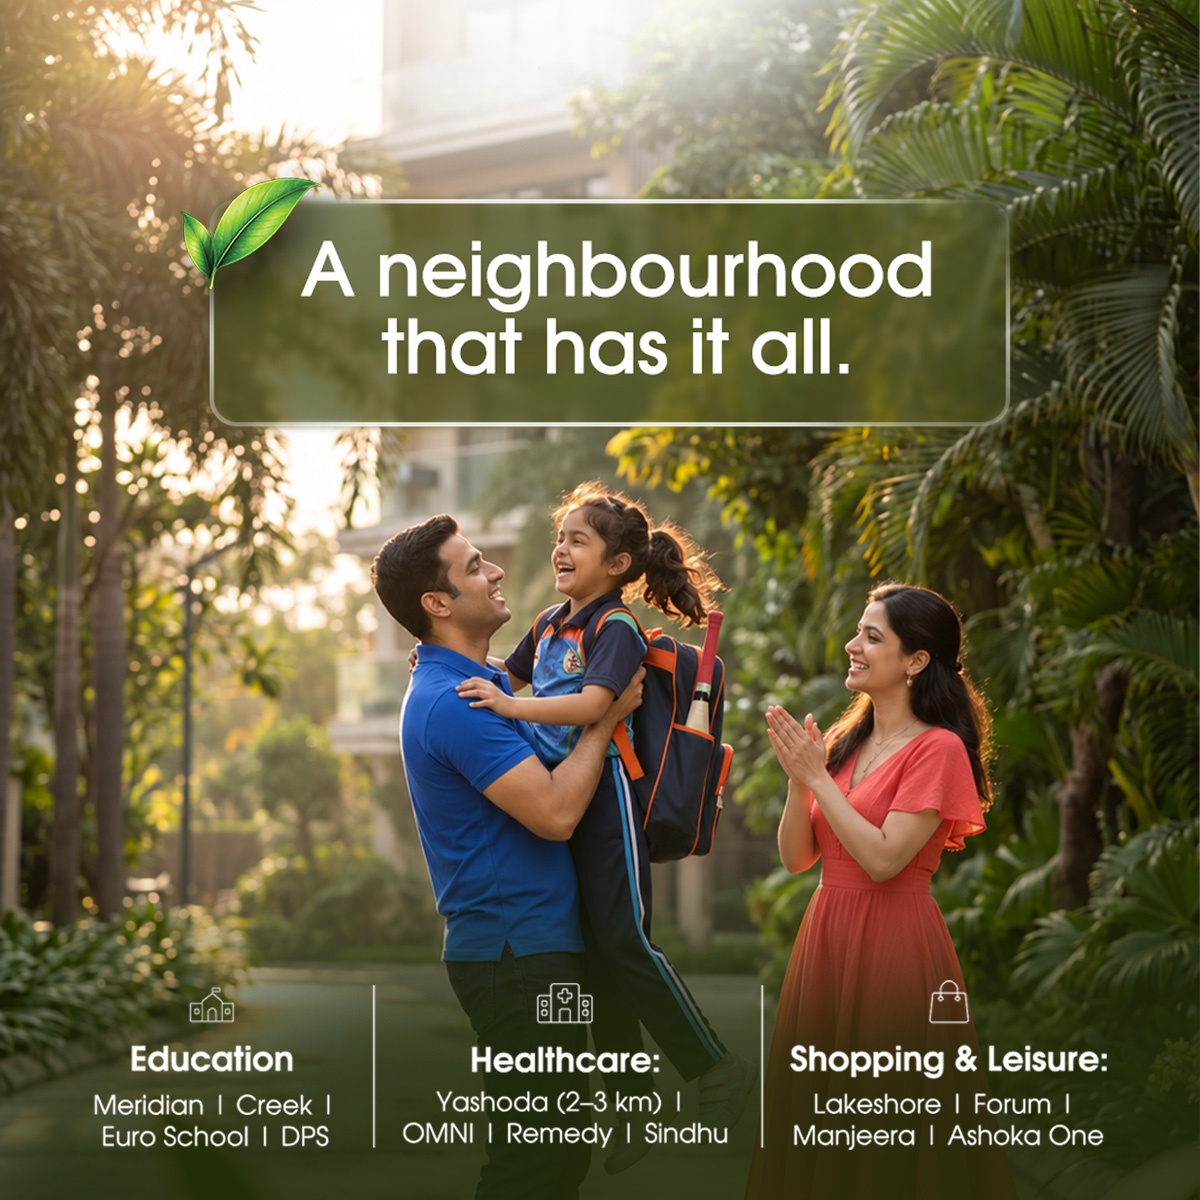 A neighbourhood
that has it all.
Education
Meridian | Creek |
Euro School | DPS
Healthcare:
Yashoda (2–3 km) |
OMNI | Remedy | Sindhu
Shopping & Leisure:
Lakeshore | Forum |
Manjeera | Ashoka One